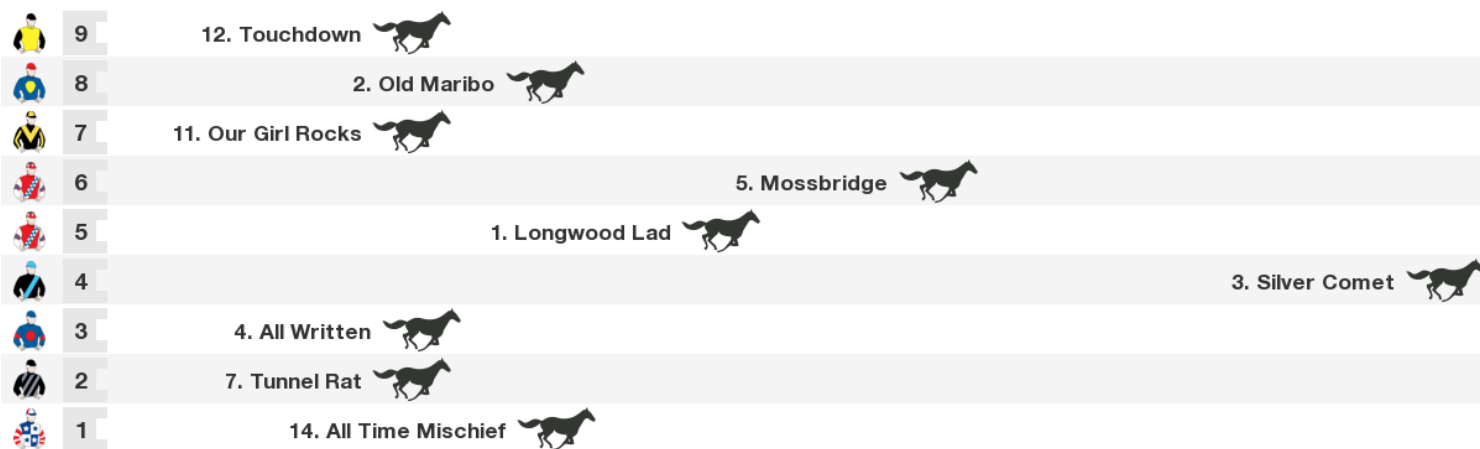 9 12. Touchdown
8 2. Old Maribo
7 11. Our Girl Rocks
6 5. Mossbridge
5 1. Longwood Lad
4 3. Silver Comet
3 4. All Written
2 7. Tunnel Rat
1 14. All Time Mischief